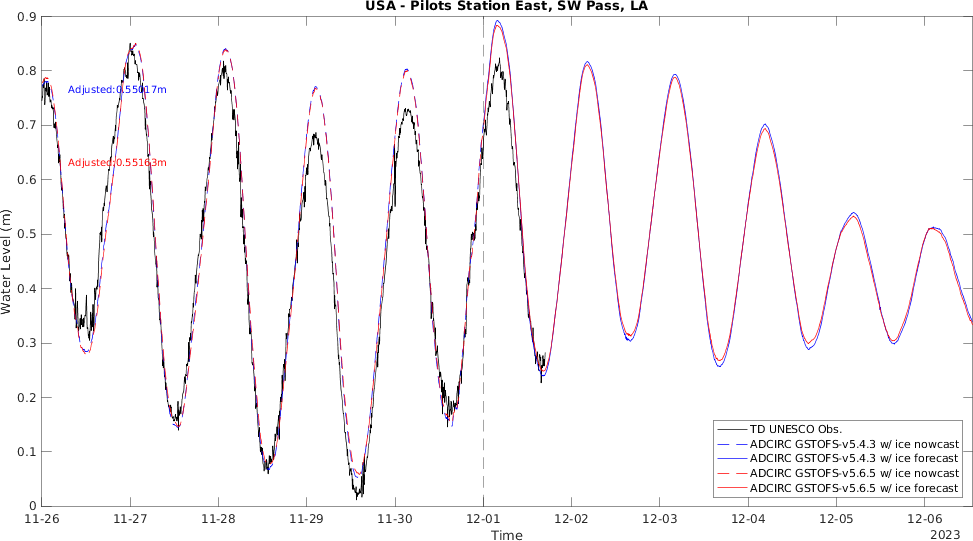 USA - Pilots Station East, SW Pass, LA
0.9
0.8
0.7
0.6
0.5
0.4
0.3
0.2
0.1
0
Water Level (m)
Adjusted:0.55017m
Adjusted:0.55163m
TD UNESCO Obs.
ADCIRC GSTOFS-v5.4.3 w/ ice nowcast
ADCIRC GSTOFS-v5.4.3 w/ ice forecast
ADCIRC GSTOFS-v5.6.5 w/ ice nowcast
ADCIRC GSTOFS-v5.6.5 w/ ice forecast
11-26 11-27 11-28 11-29 11-30 12-01 12-02 12-03 12-04 12-05 12-06
Time
2023